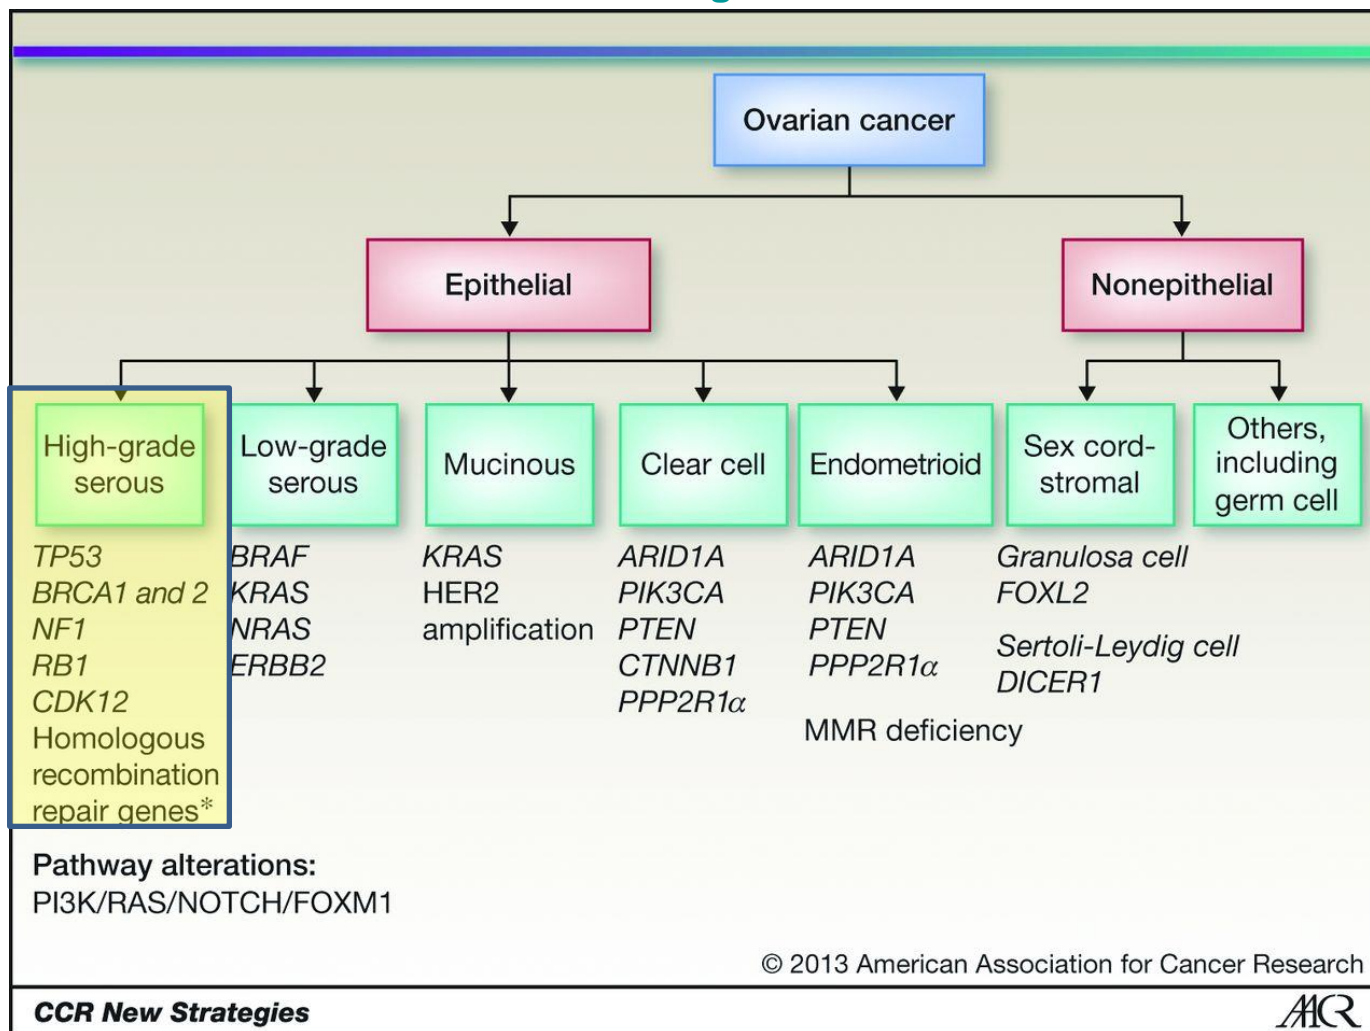 Ovarian cancer
Epithelial
Nonepithelial
High-grade
serous
Low-grade
serous
Mucinous
Clear cell
Endometrioid
Sex cord-
stromal
Others,
including
germ cell
TP53
BRCA1 and 2
NF1
RB1
CDK12
Homologous
recombination
repair genes*
BRAF
KRAS
NRAS
ERBB2
KRAS
HER2
amplification
ARID1A
PIK3CA
PTEN
CTNNB1
PPP2R1α
ARID1A
PIK3CA
PTEN
PPP2R1α
MMR deficiency
Granulosa cell
FOXL2
Sertoli-Leydig cell
DICER1
Pathway alterations:
PI3K/RAS/NOTCH/FOXM1
© 2013 American Association for Cancer Research
CCR New Strategies
AACR